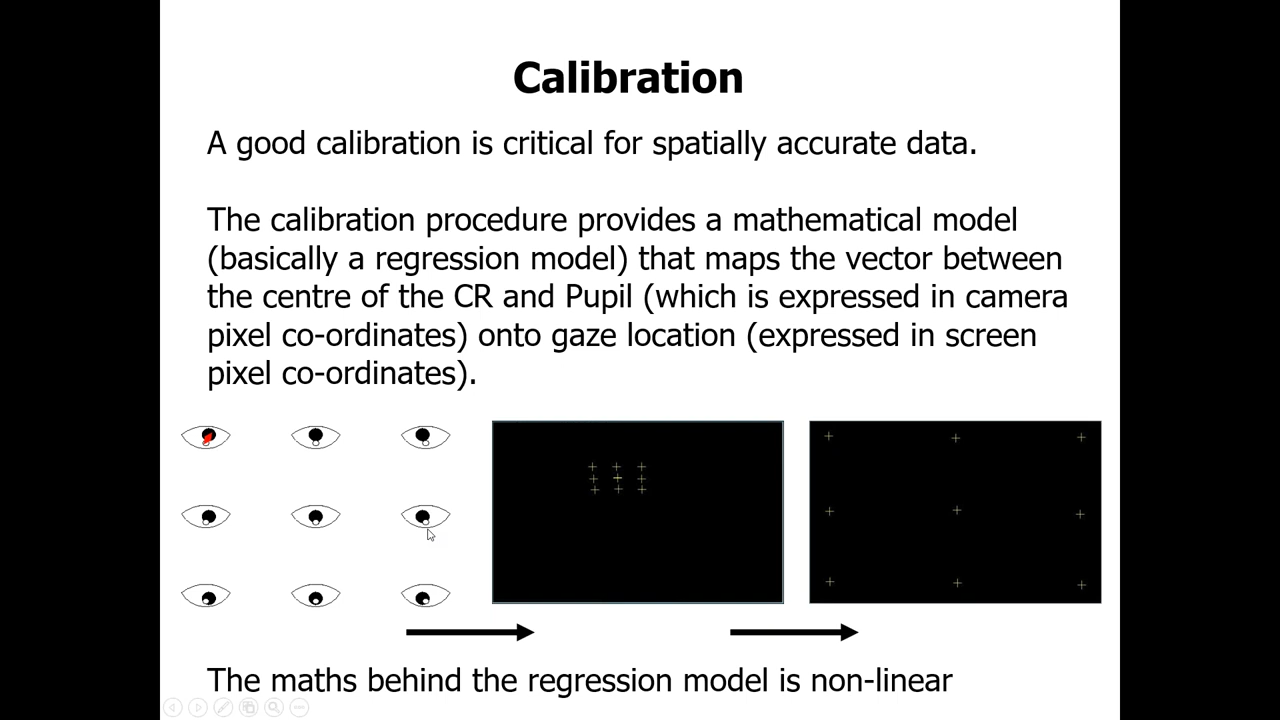 Calibration
A good calibration is critical for spatially accurate data.
The calibration procedure provides a mathematical model
(basically a regression model) that maps the vector between
the centre of the CR and Pupil (which is expressed in camera
pixel co-ordinates) onto gaze location (expressed in screen
pixel co-ordinates).
The maths behind the regression model is non-linear